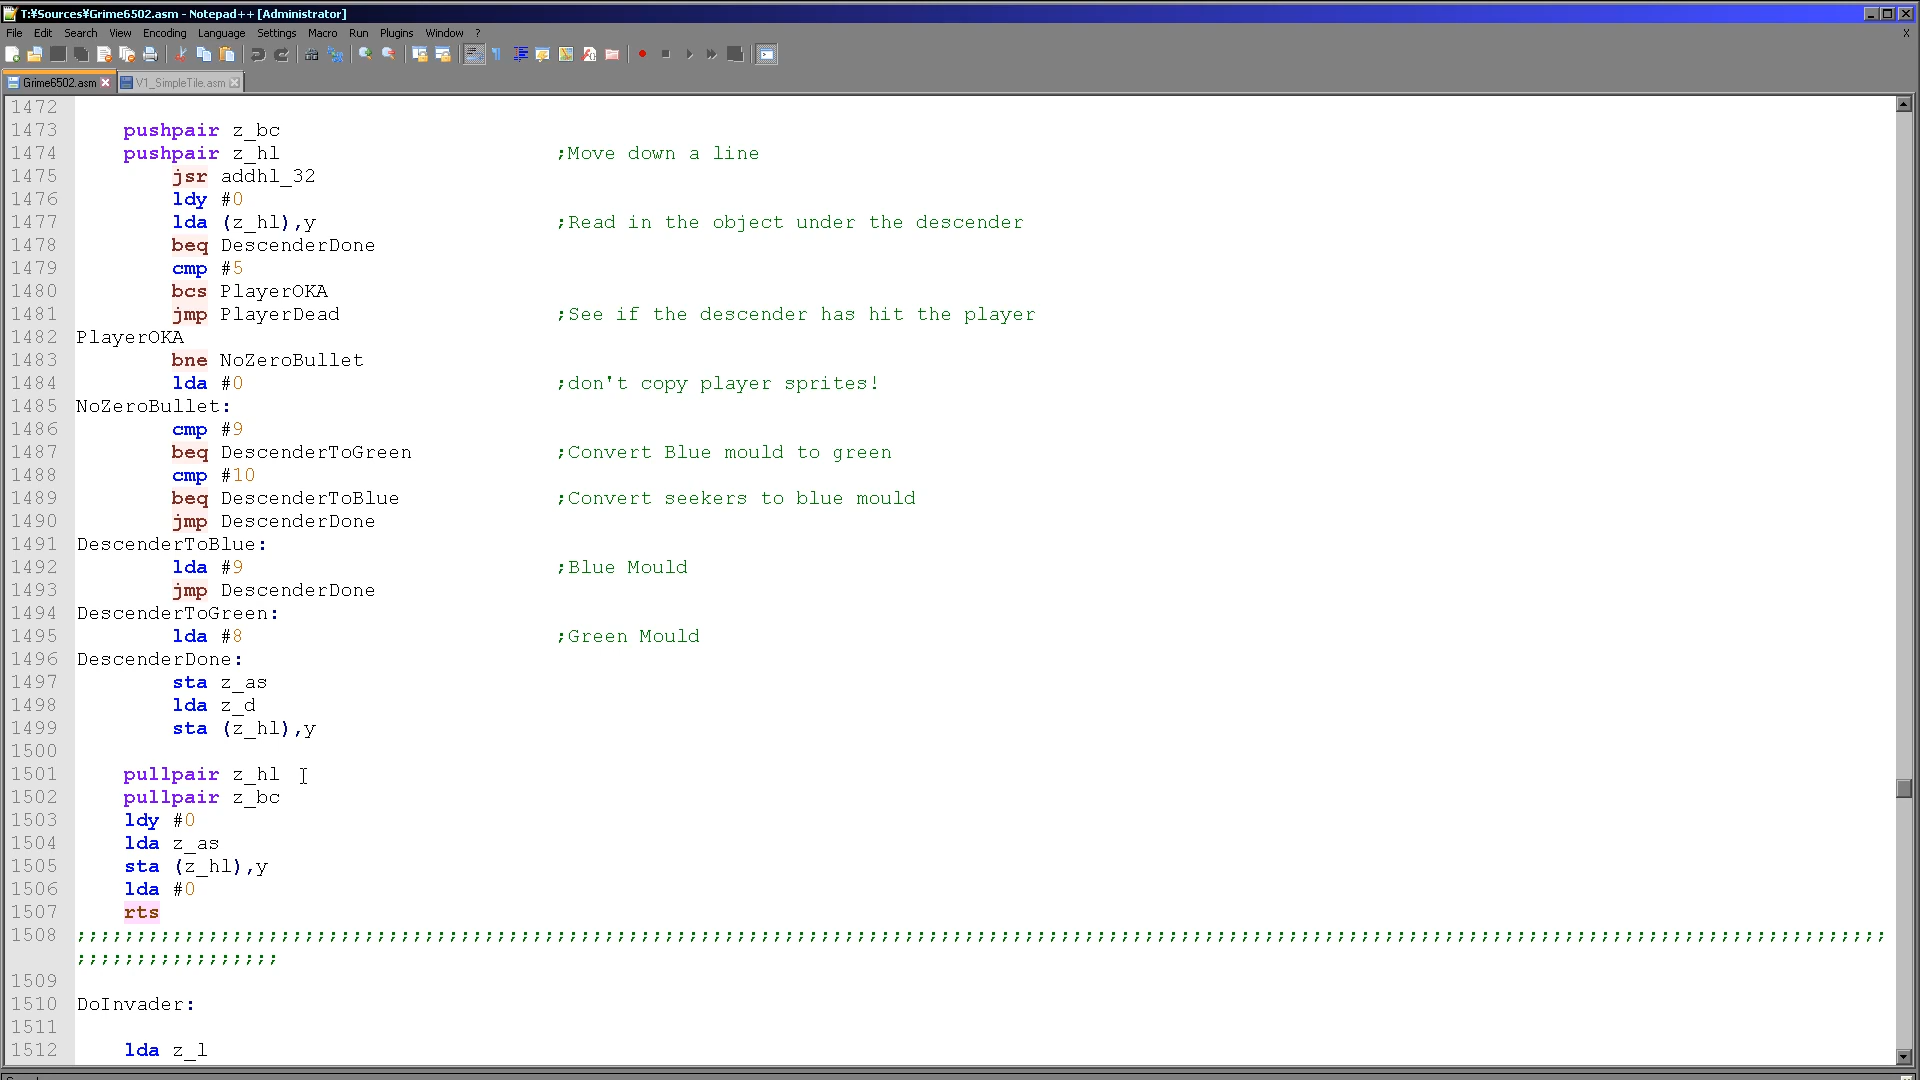 T:¥Sources¥Grime6502.asm - Notepad++ [Administrator]
File Edit Search View Encoding Language Settings Macro Run Plugins Window ? X
Grime6502.asm V1_SimpleTile.asm
1472
1473 pushpair z_bc
1474 pushpair z_hl ;Move down a line
1475 jsr addhl_32
1476 ldy #0
1477 lda (z_hl),y ;Read in the object under the descender
1478 beq DescenderDone
1479 cmp #5
1480 bcs PlayerOKA
1481 jmp PlayerDead ;See if the descender has hit the player
1482 PlayerOKA
1483 bne NoZeroBullet
1484 lda #0 ;don't copy player sprites!
1485 NoZeroBullet:
1486 cmp #9
1487 beq DescenderToGreen ;Convert Blue mould to green
1488 cmp #10
1489 beq DescenderToBlue ;Convert seekers to blue mould
1490 jmp DescenderDone
1491 DescenderToBlue:
1492 lda #9 ;Blue Mould
1493 jmp DescenderDone
1494 DescenderToGreen:
1495 lda #8 ;Green Mould
1496 DescenderDone:
1497 sta z_as
1498 lda z_d
1499 sta (z_hl),y
1500
1501 pullpair z_hl
1502 pullpair z_bc
1503 ldy #0
1504 lda z_as
1505 sta (z_hl),y
1506 lda #0
1507 rts
1508 ;;;;;;;;;;;;;;;;;;;;;;;;;;;;;;;;;;;;;;;;;;;;;;;;;;;;;;;;;;;;;;;;;;;;;;;;;;;;;;;;;;;;;;;;;;;;;;;;;;;;;;;;;;;;;;;;;;;;;;;;;;;;;;;;;;;;;;;;;;;;;;;;;;;;;;
;;;;;;;;;;;;;;;;;
1509
1510 DoInvader:
1511
1512 lda z_l